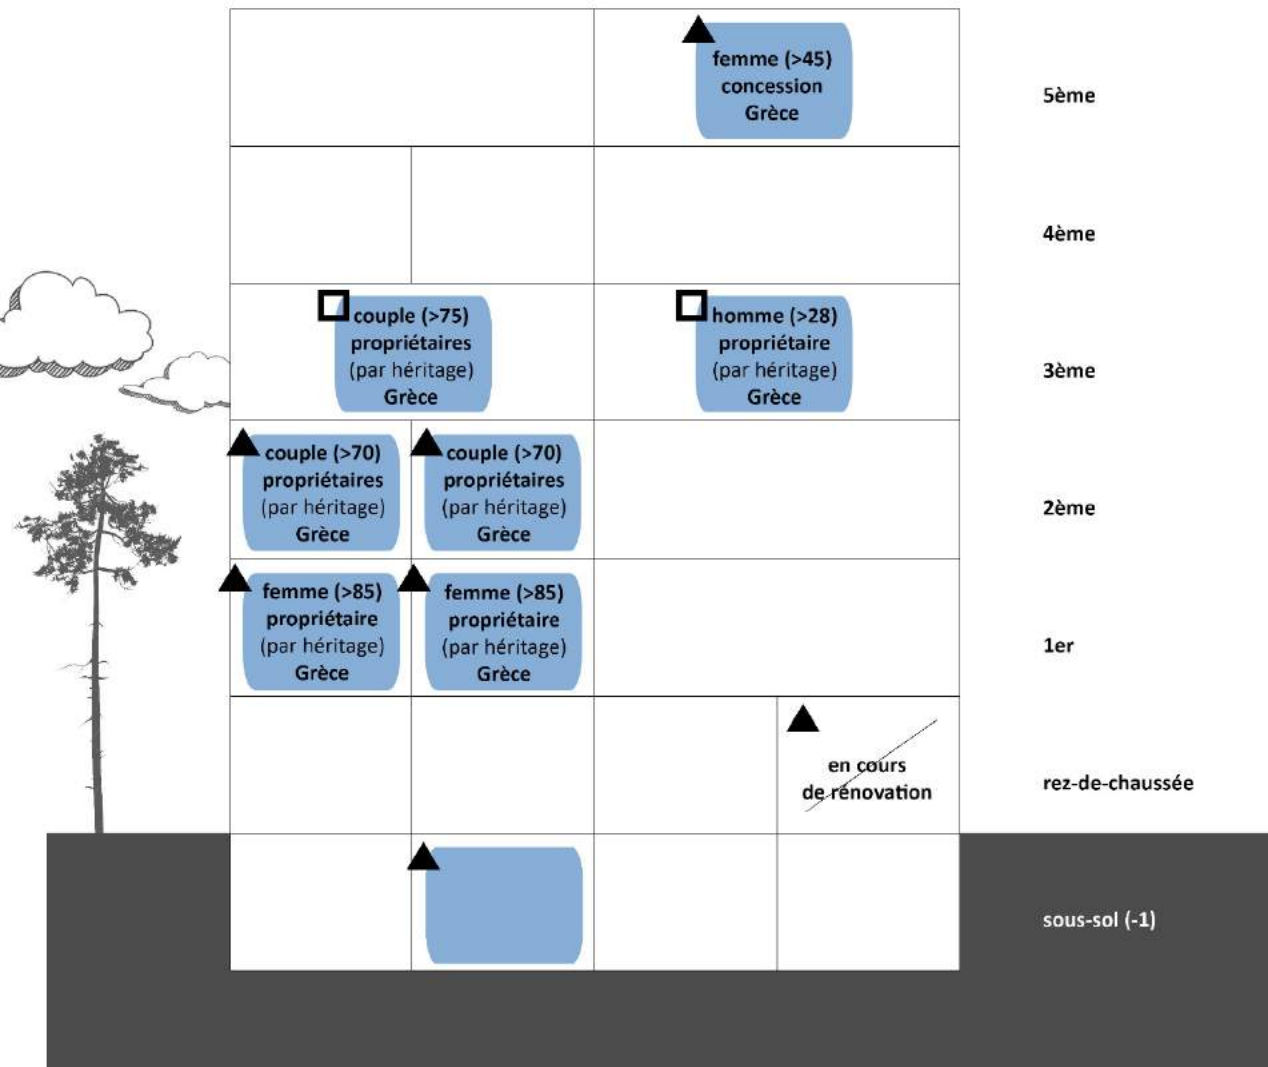 femme (>45)
concession
Grèce
5ème
4ème
couple (>75)
propriétaires
(par héritage)
Grèce
homme (>28)
propriétaire
(par héritage)
Grèce
3ème
couple (>70)
propriétaires
(par héritage)
Grèce
couple (>70)
propriétaires
(par héritage)
Grèce
2ème
femme (>85)
propriétaire
(par héritage)
Grèce
femme (>85)
propriétaire
(par héritage)
Grèce
1er
en cours
de rénovation
rez-de-chaussée
sous-sol (-1)